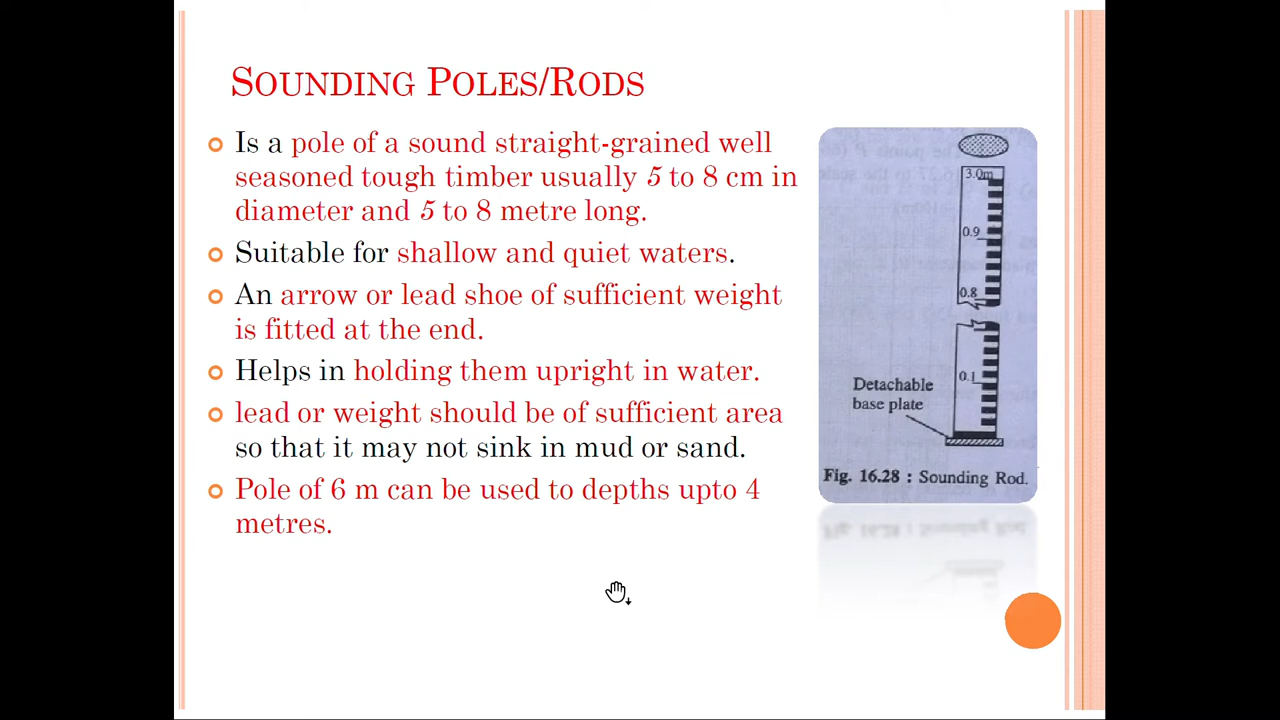 SOUNDING POLES/RODS
Is a pole of a sound straight-grained well
seasoned tough timber usually 5 to 8 cm in
diameter and 5 to 8 metre long.
Suitable for shallow and quiet waters.
An arrow or lead shoe of sufficient weight
is fitted at the end.
Helps in holding them upright in water.
lead or weight should be of sufficient area
so that it may not sink in mud or sand.
Pole of 6 m can be used to depths upto 4
metres.
3.0m
0.9
0.8
0.1
Detachable
base plate
Fig. 16.28 : Sounding Rod.